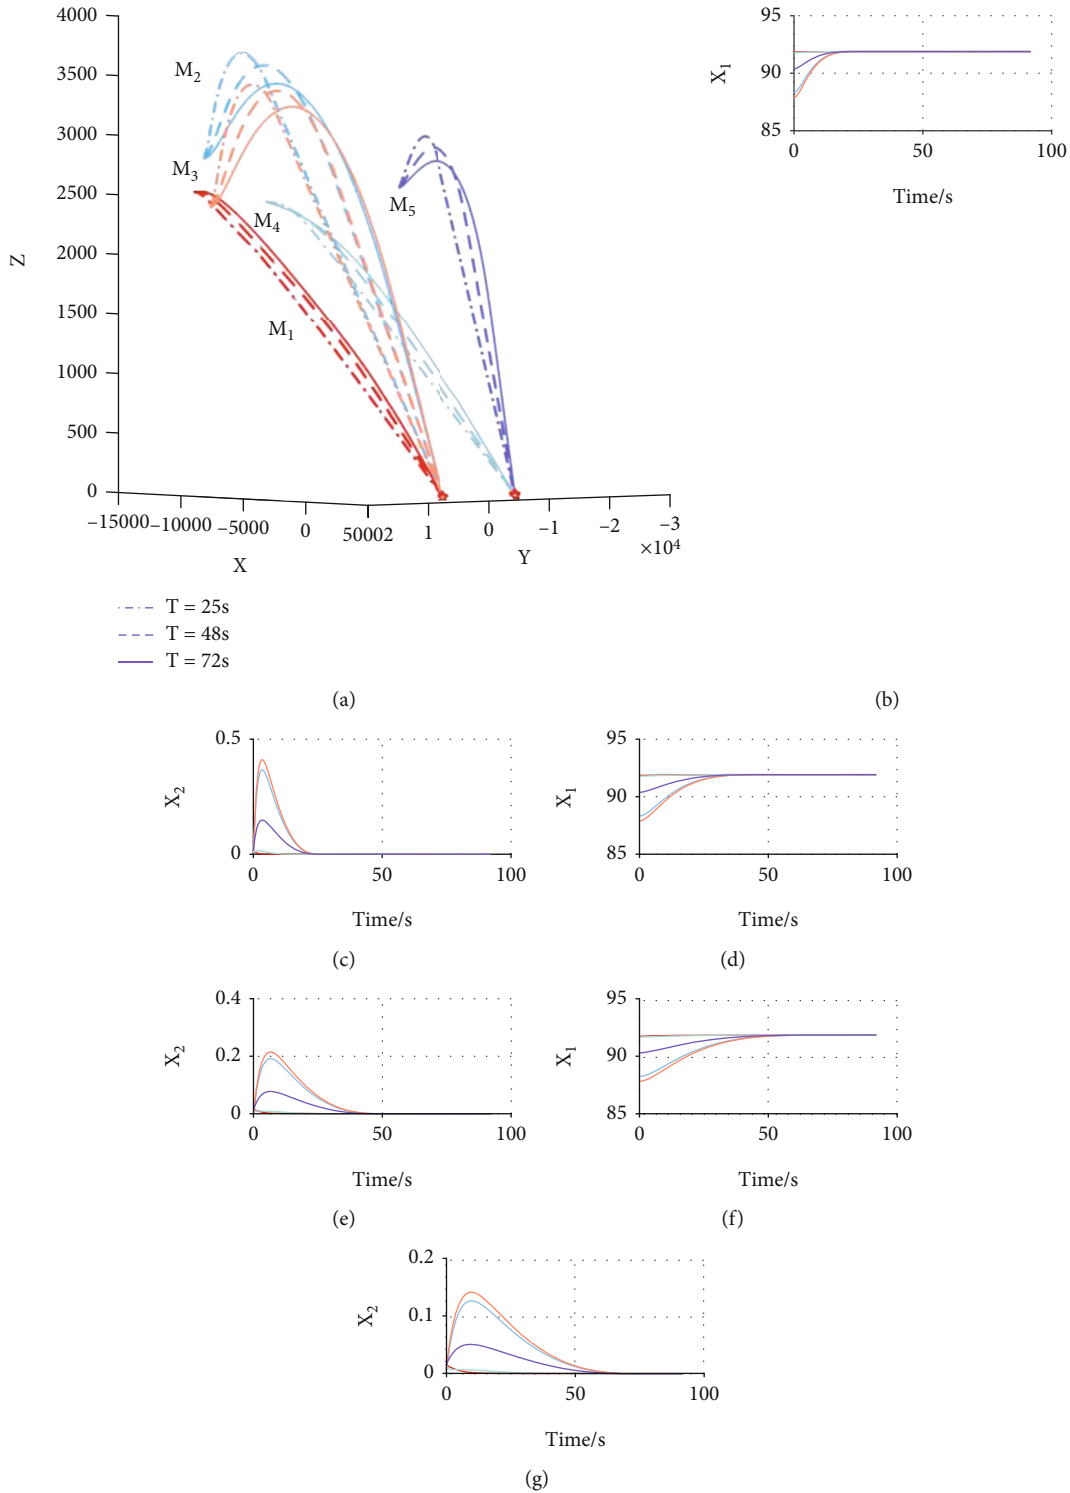 4000
3500
3000
2500
2000
1500
1000
500
0
Z
M2
M3
M4
M5
M1
−15000 −10000 −5000 0 5000
X
2 1 0 −1 −2 −3
×10^4
Y
T = 25s
T = 48s
T = 72s
(a)
95
90
85
X1
0 50 100
Time/s
(b)
0.5
0
X2
0 50 100
Time/s
(c)
95
90
85
X1
0 50 100
Time/s
(d)
0.4
0.2
0
X2
0 50 100
Time/s
(e)
95
90
85
X1
0 50 100
Time/s
(f)
0.2
0.1
0
X2
0 50 100
Time/s
(g)